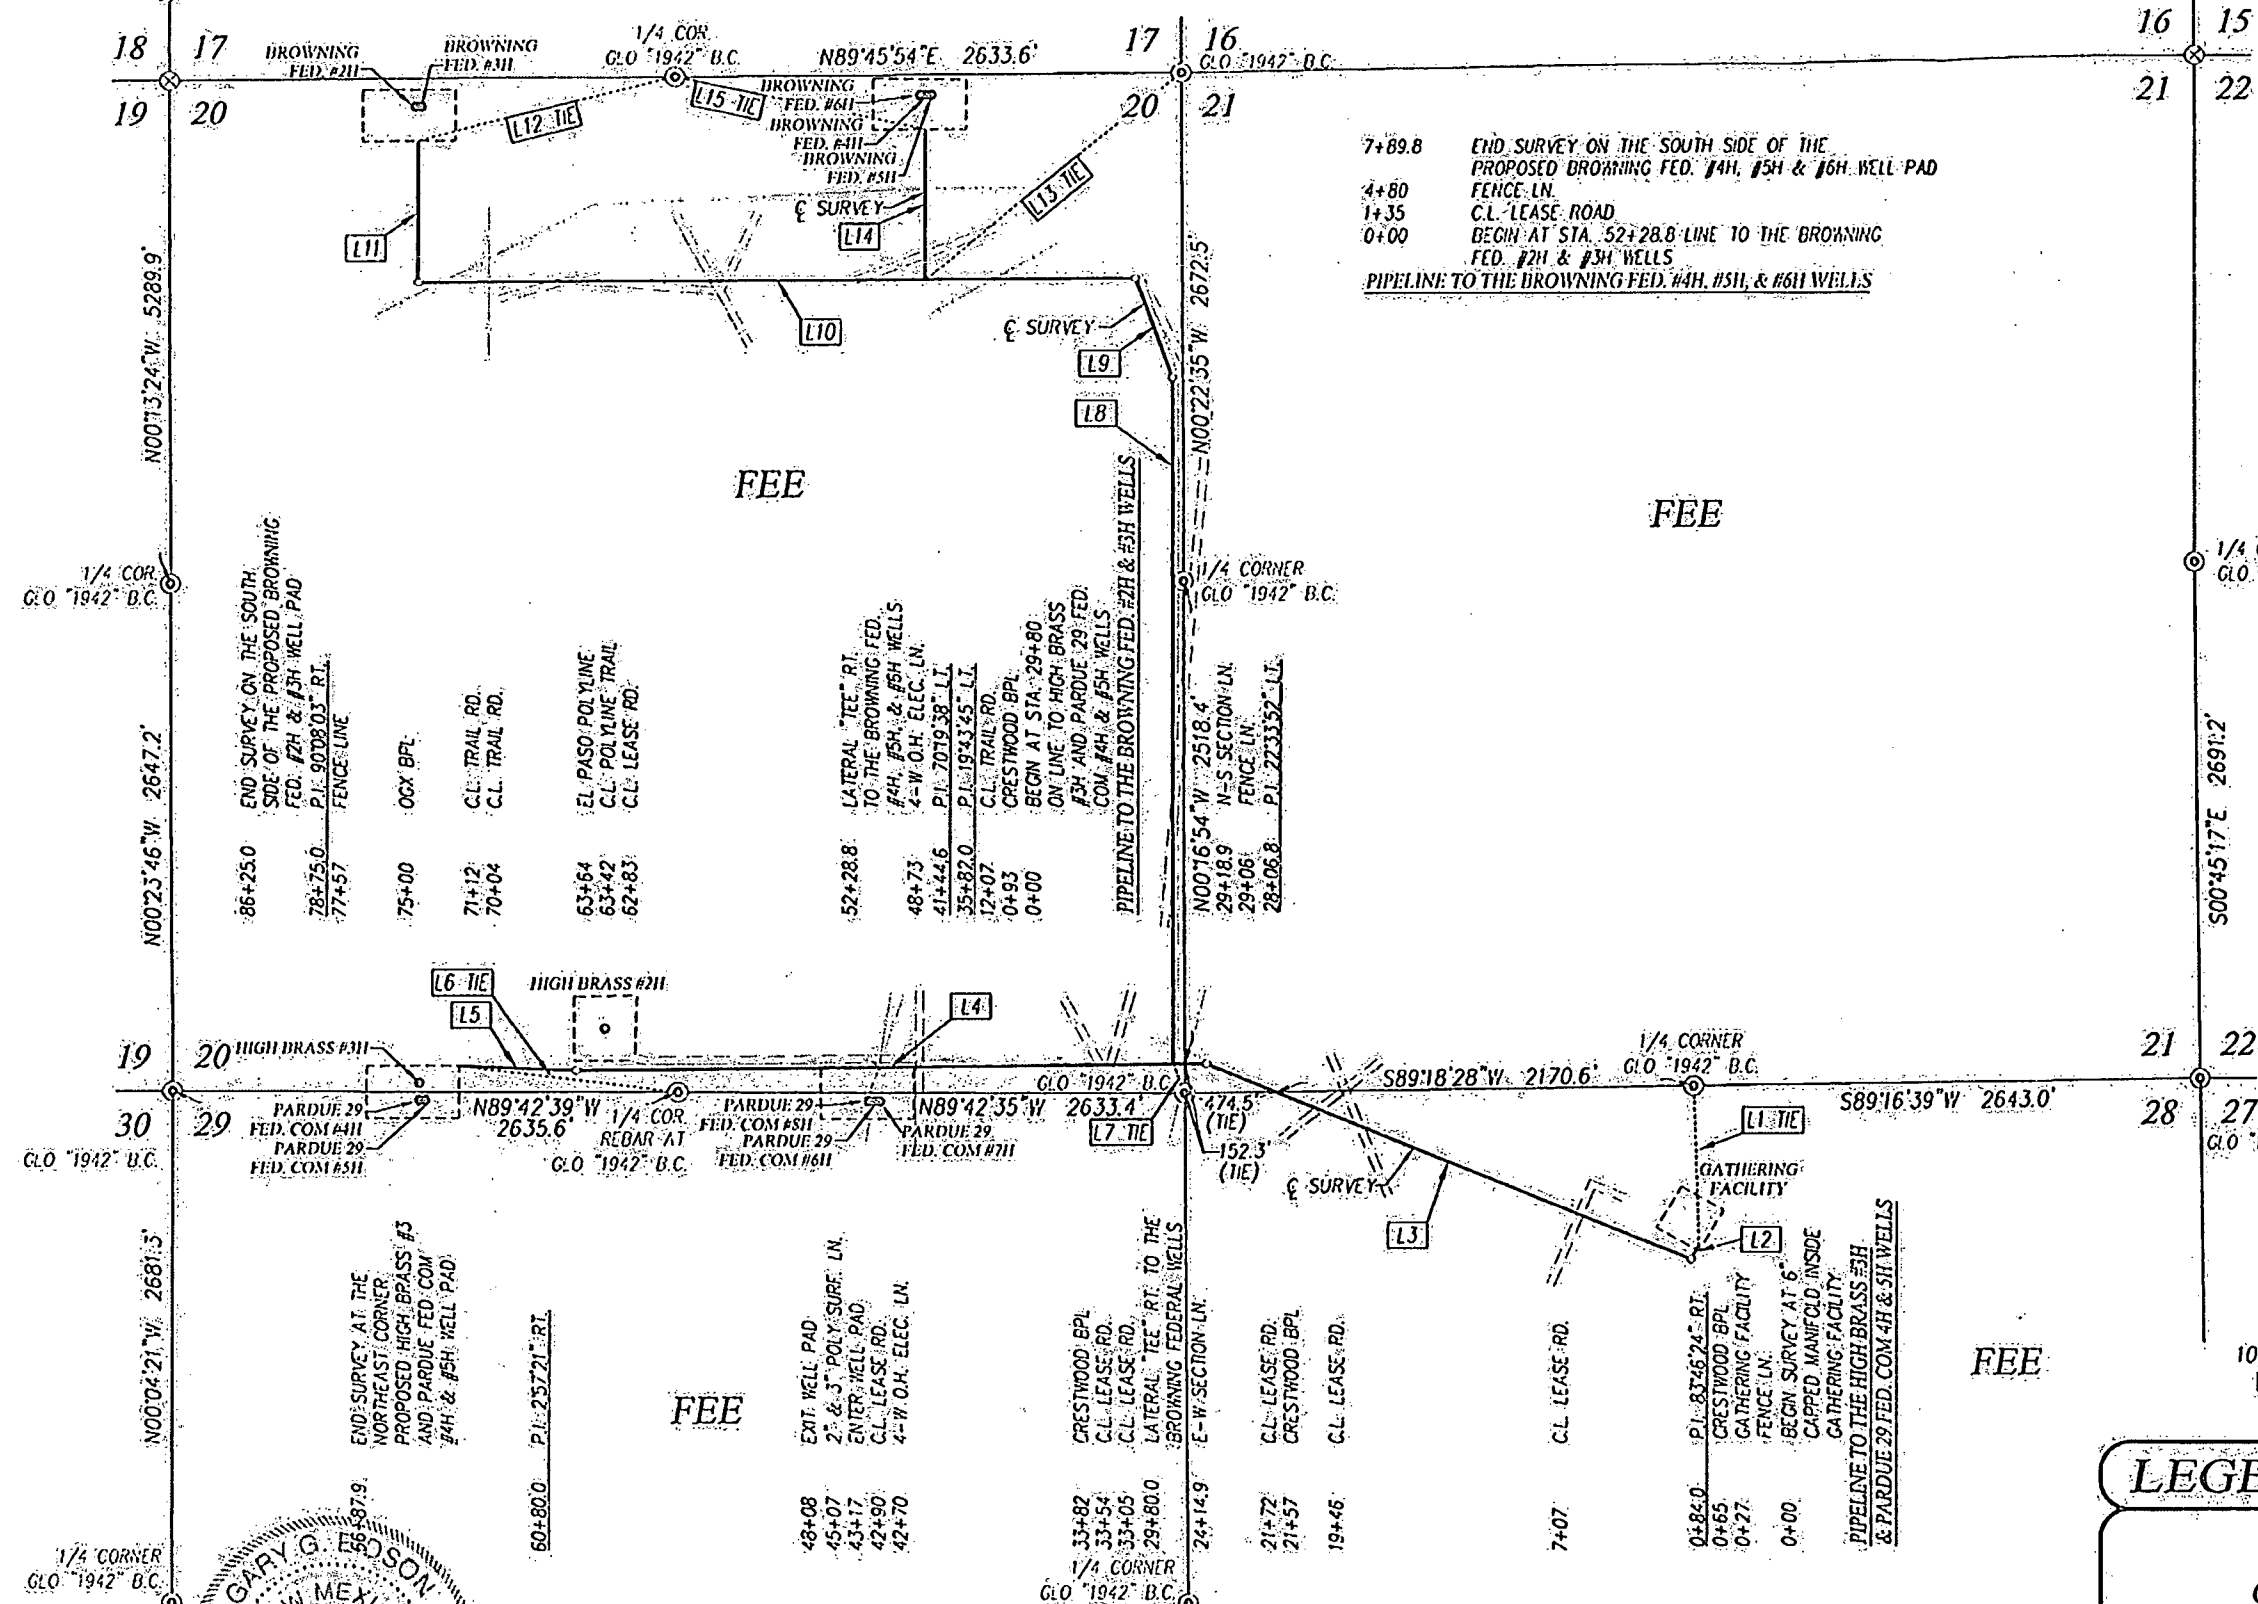 18 17
19 20
BROWNING
FED. #2H
BROWNING
FED. #3H
1/4 COR.
GLO "1942" B.C.
N89°45'54"E 2633.6'
17 16
GLO "1942" B.C.
20 21
16 15
21 22
L12 TIE
L15 TIE
BROWNING
FED. #6H
BROWNING
FED. #4H
BROWNING
FED. #5H
L13 TIE
℄ SURVEY
L14
L11
L10
℄ SURVEY
L9
L8
7+89.8 END SURVEY ON THE SOUTH SIDE OF THE
PROPOSED BROWNING FED. #4H, #5H & #6H WELL PAD
4+80 FENCE LN.
1+35 C.L. LEASE ROAD
0+00 BEGIN AT STA. 52+28.8 LINE TO THE BROWNING
FED. #2H & #3H WELLS
PIPELINE TO THE BROWNING FED. #4H, #5H, & #6H WELLS
N00°13'24"W 5289.9'
N00°22'35"W 2672.5'
FEE
FEE
1/4 COR.
GLO "1942" B.C.
1/4 CORNER
GLO "1942" B.C.
1/4
GLO
N00°23'46"W 2647.2'
86+25.0 END SURVEY ON THE SOUTH
SIDE OF THE PROPOSED BROWNING
FED. #2H & #3H WELL PAD
78+75.0 P.I. 90°08'03" RT.
77+57 FENCE LINE
75+00 OGX BPL
71+12 C.L. TRAIL RD.
70+04 C.L. TRAIL RD.
63+64 EL PASO POLYLINE
63+42 C.L. POLYLINE TRAIL
62+83 C.L. LEASE RD.
52+28.8 LATERAL "TEE" RT.
TO THE BROWNING FED.
#4H, #5H, & #5H WELLS
48+73 4-W O.H. ELEC. LN.
41+44.6 P.I. 70°19'38" LT.
35+82.0 P.I. 19°43'45" LT.
12+07 C.L. TRAIL RD.
0+93 CRESTWOOD BPL
0+00 BEGIN AT STA. 29+80
ON LINE TO HIGH BRASS
#3H AND PARDUE 29 FED.
COM. #4H & #5H WELLS
PIPELINE TO THE BROWNING FED. #2H & #3H WELLS
N00°16'54"W 2518.4'
29+18.9 N-S SECTION LN.
29+06 FENCE LN.
28+06.8 P.I. 22°33'52" LT.
S00°45'17"E 2691.2'
L6 TIE
L5
HIGH BRASS #2H
L4
19 20
HIGH BRASS #3H
30 29
PARDUE 29
FED. COM #4H
PARDUE 29
FED. COM #5H
N89°42'39"W
2635.6'
1/4 COR.
REBAR AT
GLO "1942" B.C.
PARDUE 29
FED. COM #5H
PARDUE 29
FED. COM #6H
PARDUE 29
FED. COM #7H
GLO "1942" B.C.
N89°42'35"W 2633.4'
L7 TIE
474.5'
(TIE)
152.3'
(TIE)
S89°18'28"W 2170.6'
1/4 CORNER
GLO "1942" B.C.
S89°16'39"W 2643.0'
21 22
28 27
GLO
L1 TIE
GATHERING
FACILITY
L2
℄ SURVEY
L3
GLO "1942" B.C.
N00°04'21"W 2681.3'
END SURVEY AT THE
NORTHEAST CORNER
PROPOSED HIGH BRASS #3
AND PARDUE FED COM
#4H & #5H WELL PAD
60+80.0 P.I. 2°57'21" RT.
48+08 EXIT WELL PAD
45+07 2" & 3" POLY SURF. LN.
43+17 ENTER WELL PAD
42+90 C.L. LEASE RD.
42+70 4-W O.H. ELEC. LN.
33+82 CRESTWOOD BPL
33+54 C.L. LEASE RD.
33+05 C.L. LEASE RD.
29+80.0 LATERAL "TEE" RT. TO THE
BROWNING FEDERAL WELLS
24+14.9 E-W SECTION LN.
21+72 C.L. LEASE RD.
21+57 CRESTWOOD BPL
19+46 C.L. LEASE RD.
7+07 C.L. LEASE RD.
0+84.0 P.I. 83°46'24" RT.
0+65 CRESTWOOD BPL
0+27 GATHERING FACILITY
FENCE LN.
0+00 BEGIN SURVEY AT 6"
CAPPED MANIFOLD INSIDE
GATHERING FACILITY
PIPELINE TO THE HIGH BRASS #3H
& PARDUE 29 FED. COM 4H & 5H WELLS
FEE
FEE
10
LEGE
1/4 CORNER
GLO "1942" B.C.
1/4 CORNER
GLO "1942" B.C.
GARY G. EIDSON
W MEXI